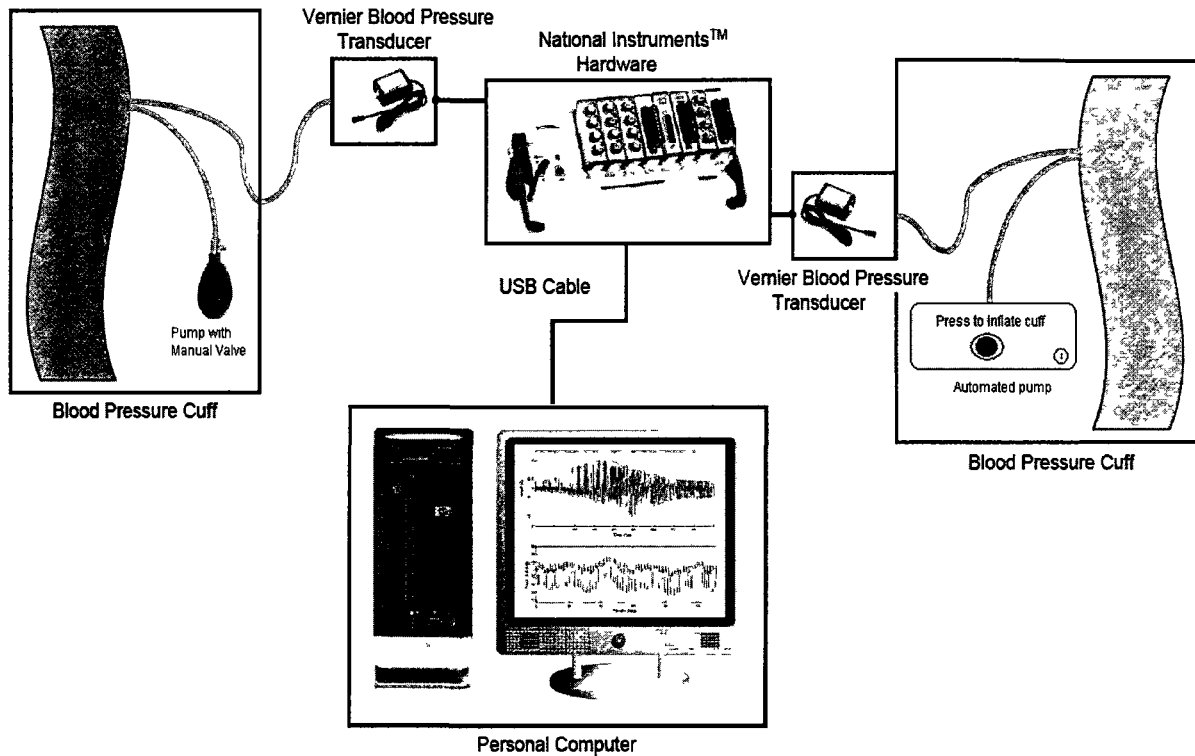 Vernier Blood Pressure
Transducer
National Instruments™
Hardware
Pump with
Manual Valve
Blood Pressure Cuff
USB Cable
Vernier Blood Pressure
Transducer
Press to inflate cuff
Automated pump
Blood Pressure Cuff
Personal Computer